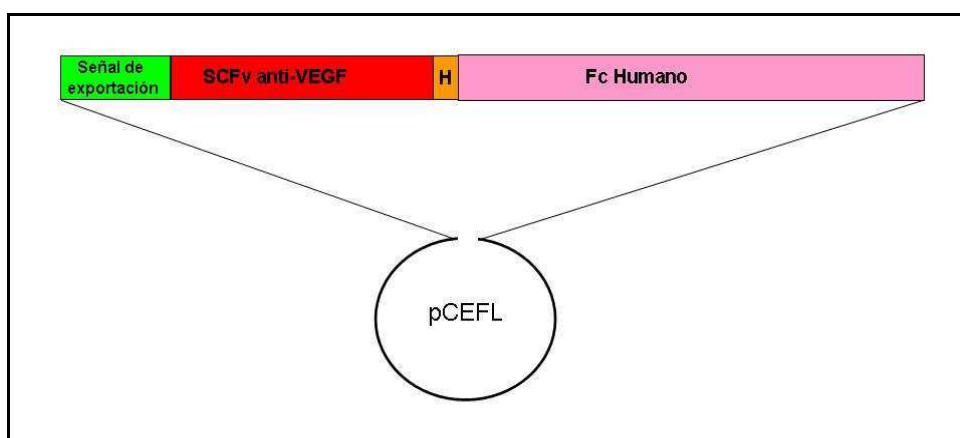 Señal de
exportación
SCFv anti-VEGF
H
Fc Humano
pCEFL